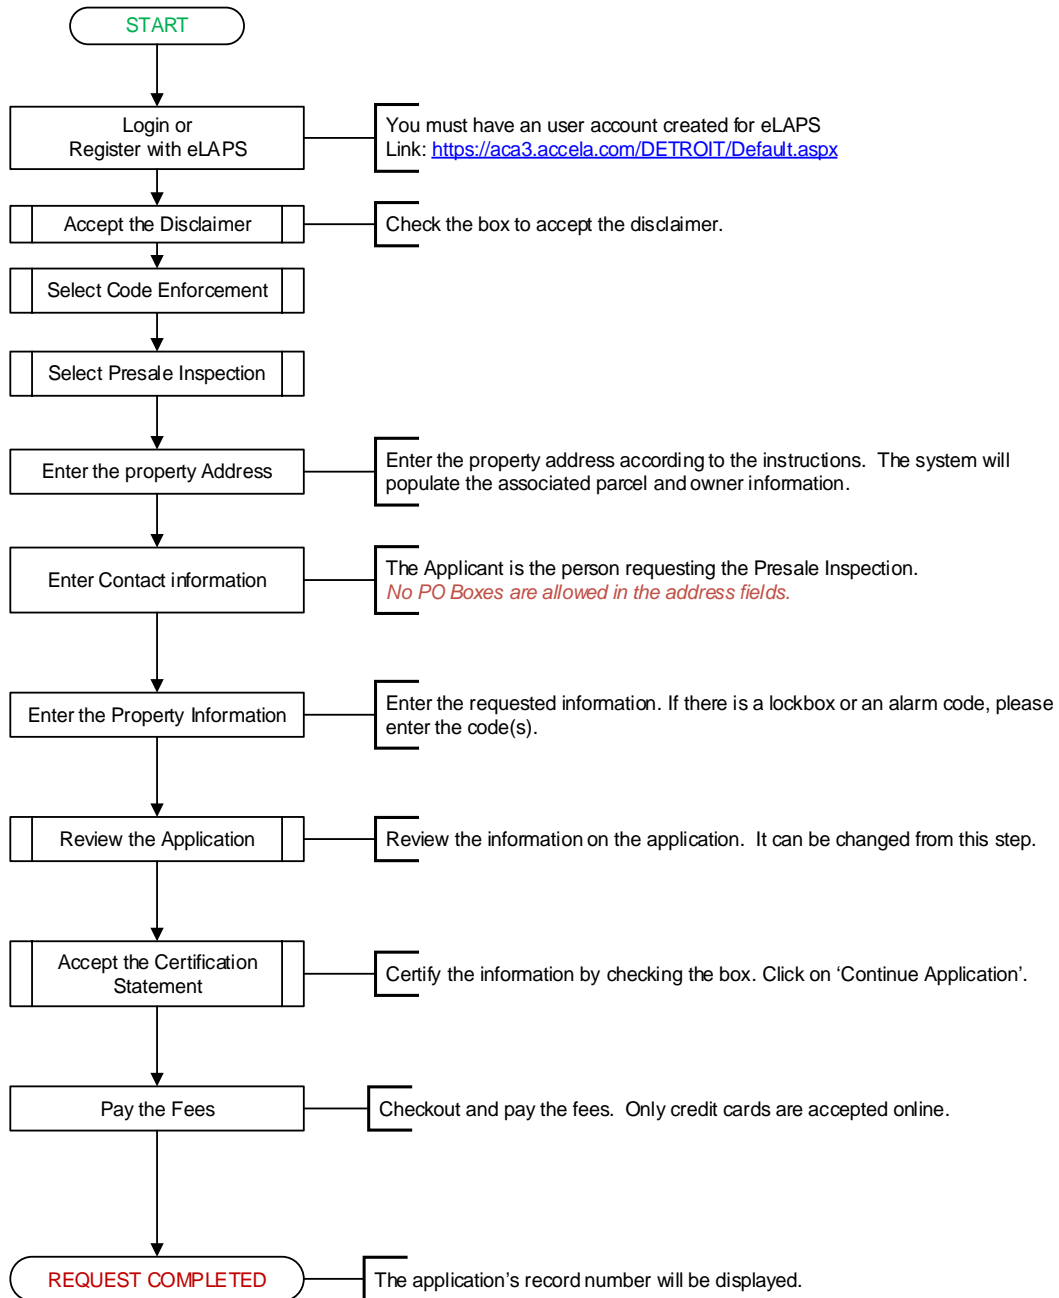 START
Login or
Register with eLAPS
You must have an user account created for eLAPS
Link: https://aca3.accela.com/DETROIT/Default.aspx
Accept the Disclaimer
Check the box to accept the disclaimer.
Select Code Enforcement
Select Presale Inspection
Enter the property Address
Enter the property address according to the instructions.  The system will
populate the associated parcel and owner information.
Enter Contact information
The Applicant is the person requesting the Presale Inspection.
No PO Boxes are allowed in the address fields.
Enter the Property Information
Enter the requested information. If there is a lockbox or an alarm code, please
enter the code(s).
Review the Application
Review the information on the application.  It can be changed from this step.
Accept the Certification
Statement
Certify the information by checking the box. Click on ‘Continue Application’.
Pay the Fees
Checkout and pay the fees.  Only credit cards are accepted online.
REQUEST COMPLETED
The application’s record number will be displayed.